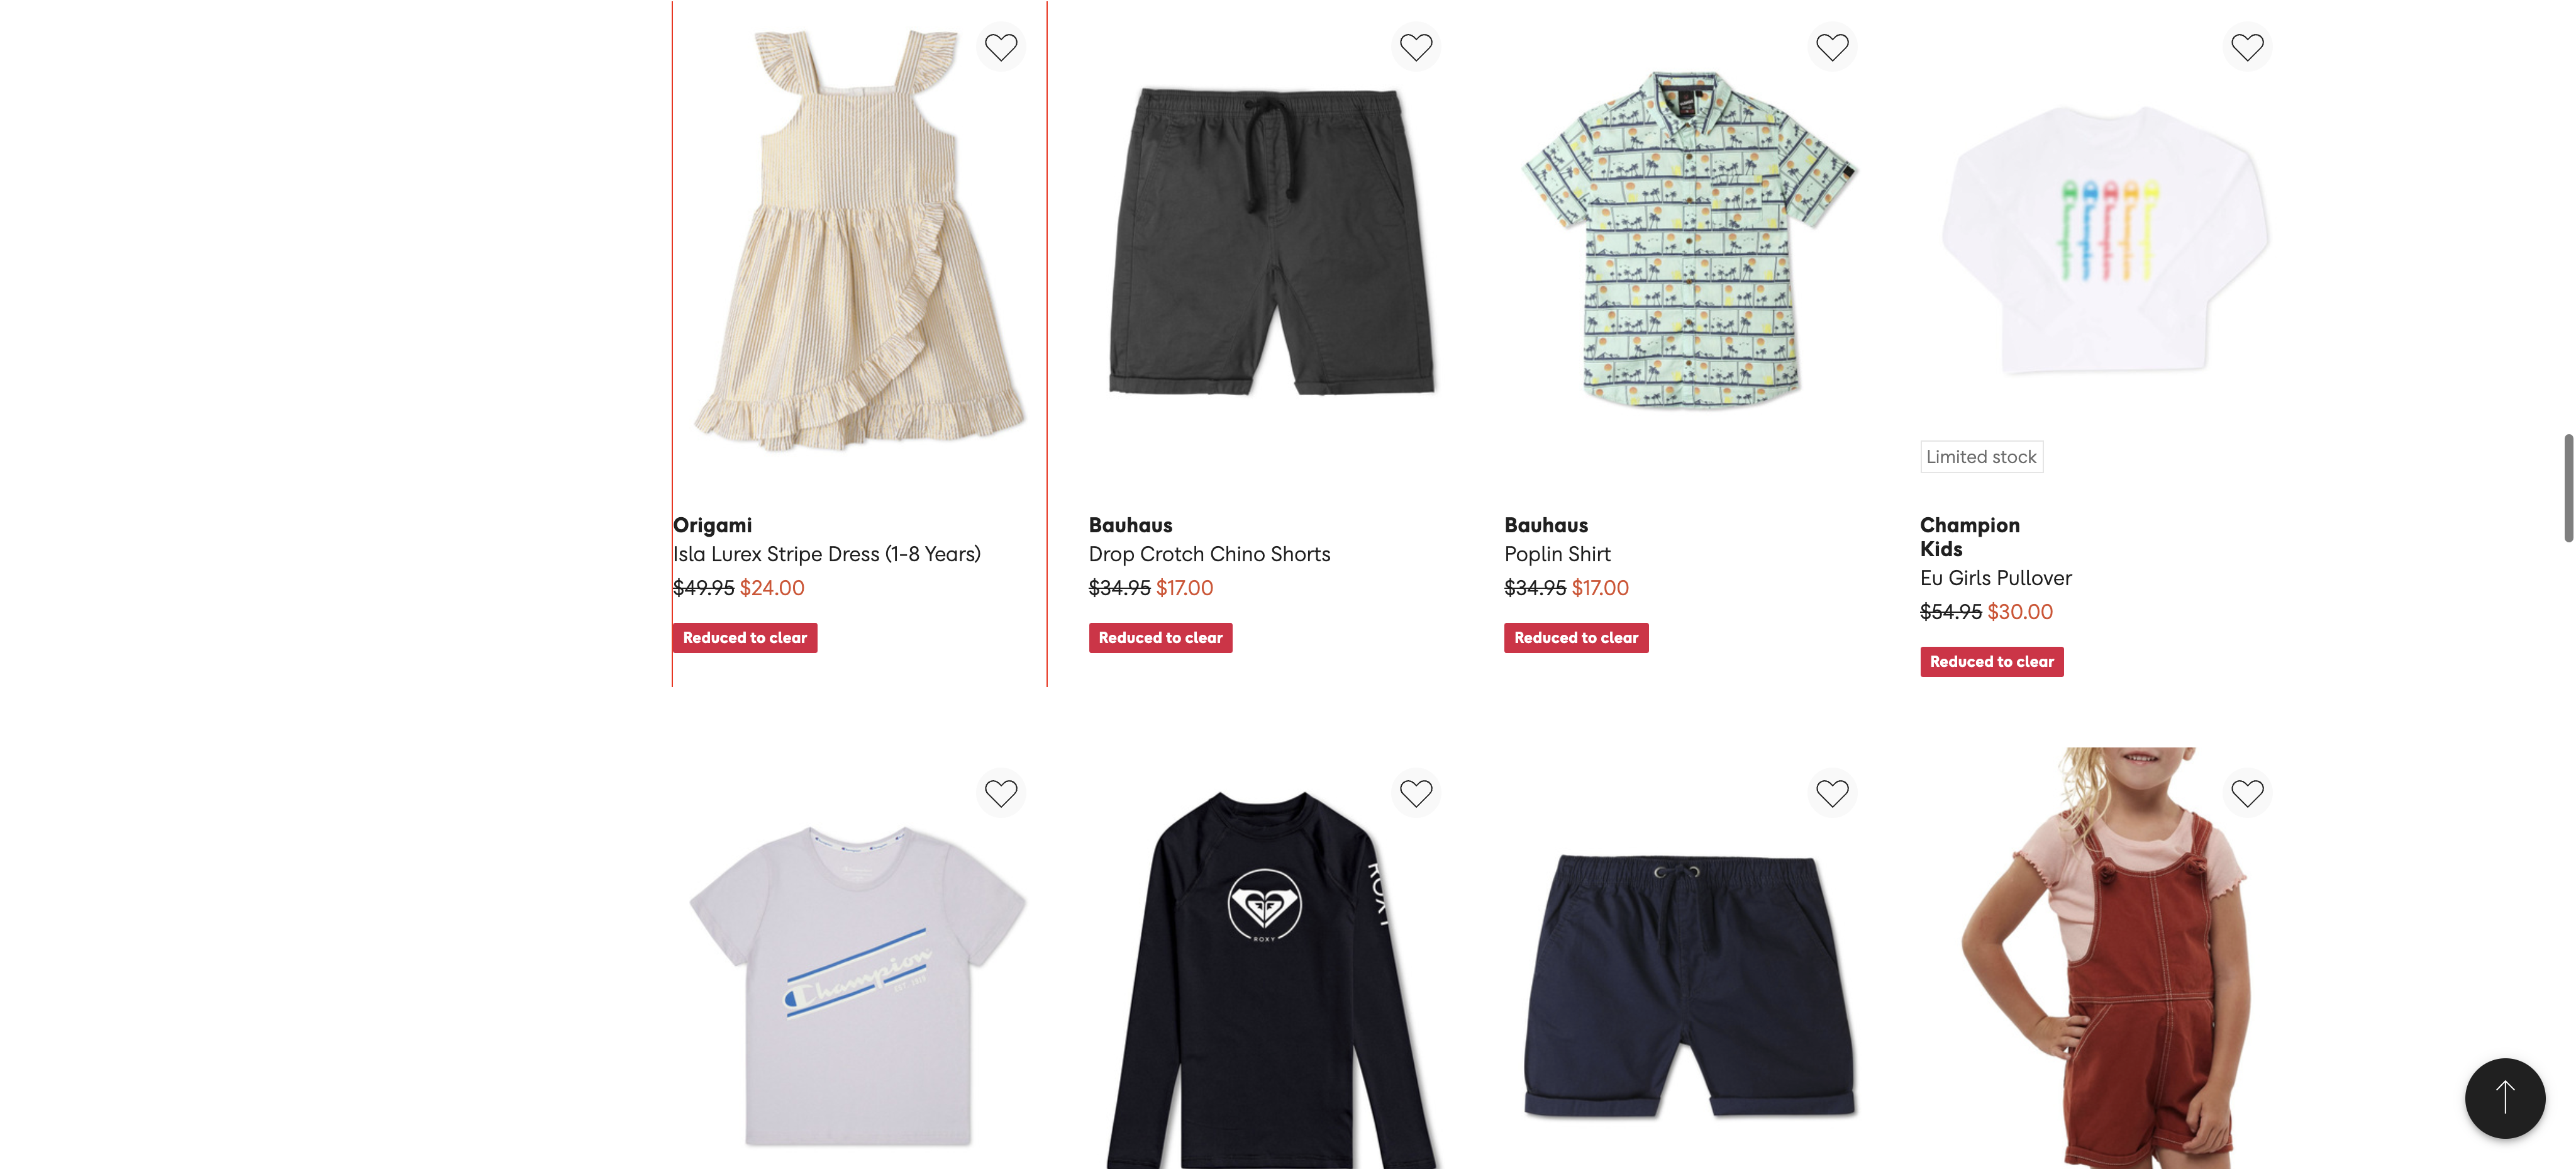 Limited stock
Origami
Isla Lurex Stripe Dress (1-8 Years)
$49.95 $24.00
Reduced to clear
Bauhaus
Drop Crotch Chino Shorts
$34.95 $17.00
Reduced to clear
Bauhaus
Poplin Shirt
$34.95 $17.00
Reduced to clear
Champion
Kids
Eu Girls Pullover
$54.95 $30.00
Reduced to clear
Champion
ROXY
ROXY